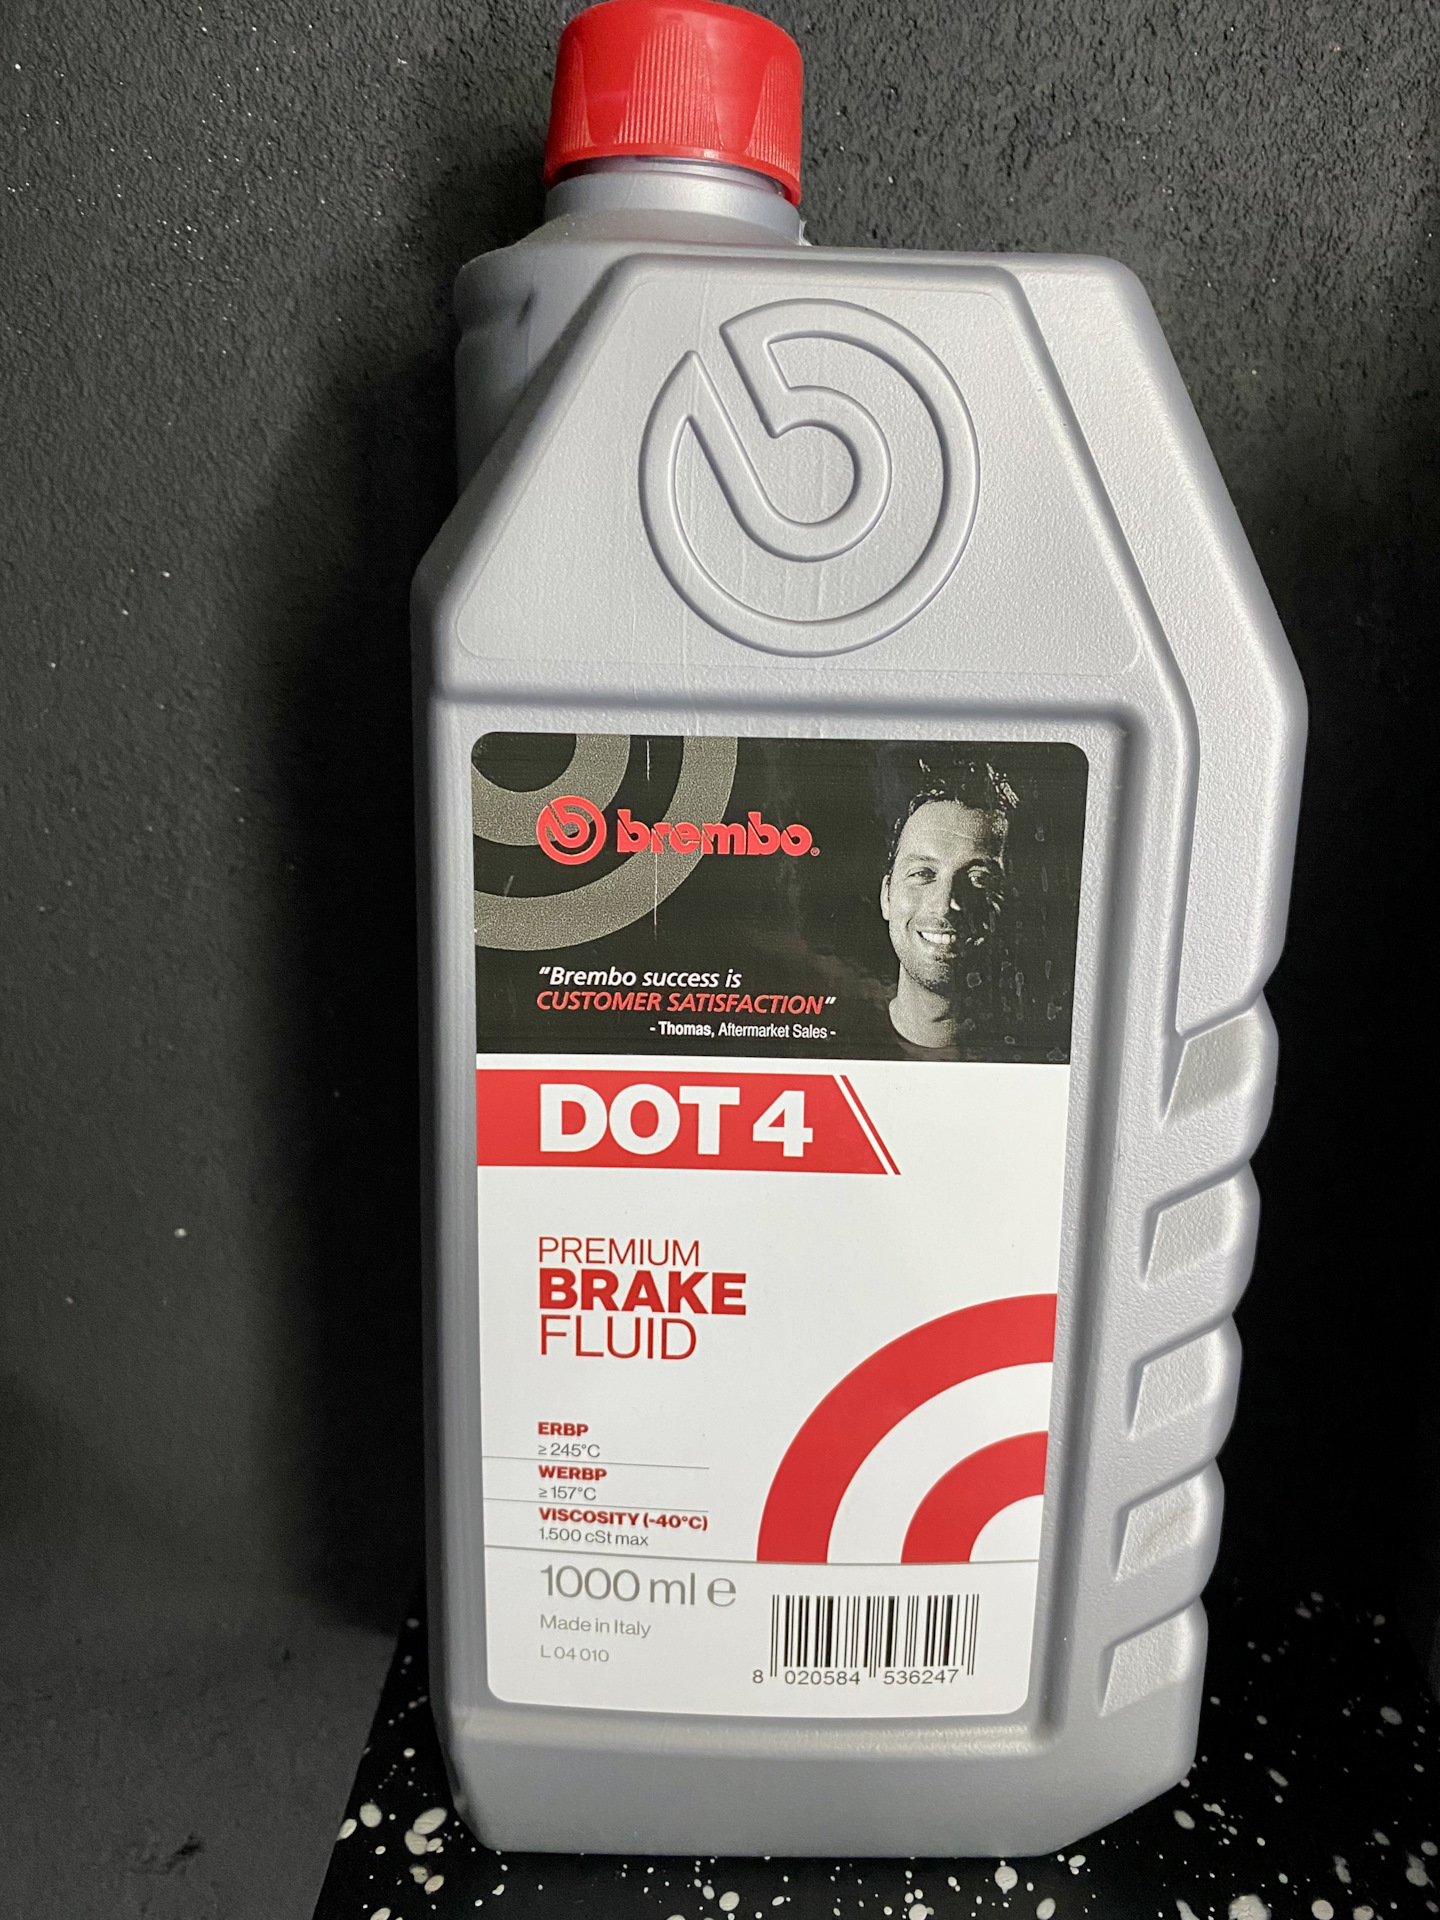 brembo®
"Brembo success is
CUSTOMER SATISFACTION"
- Thomas, Aftermarket Sales -
DOT 4
PREMIUM
BRAKE
FLUID
ERBP
≥ 245°C
WERBP
≥ 157°C
VISCOSITY (-40°C)
1.500 cSt max
1000 ml ℮
Made in Italy
L 04 010
8 020584 536247